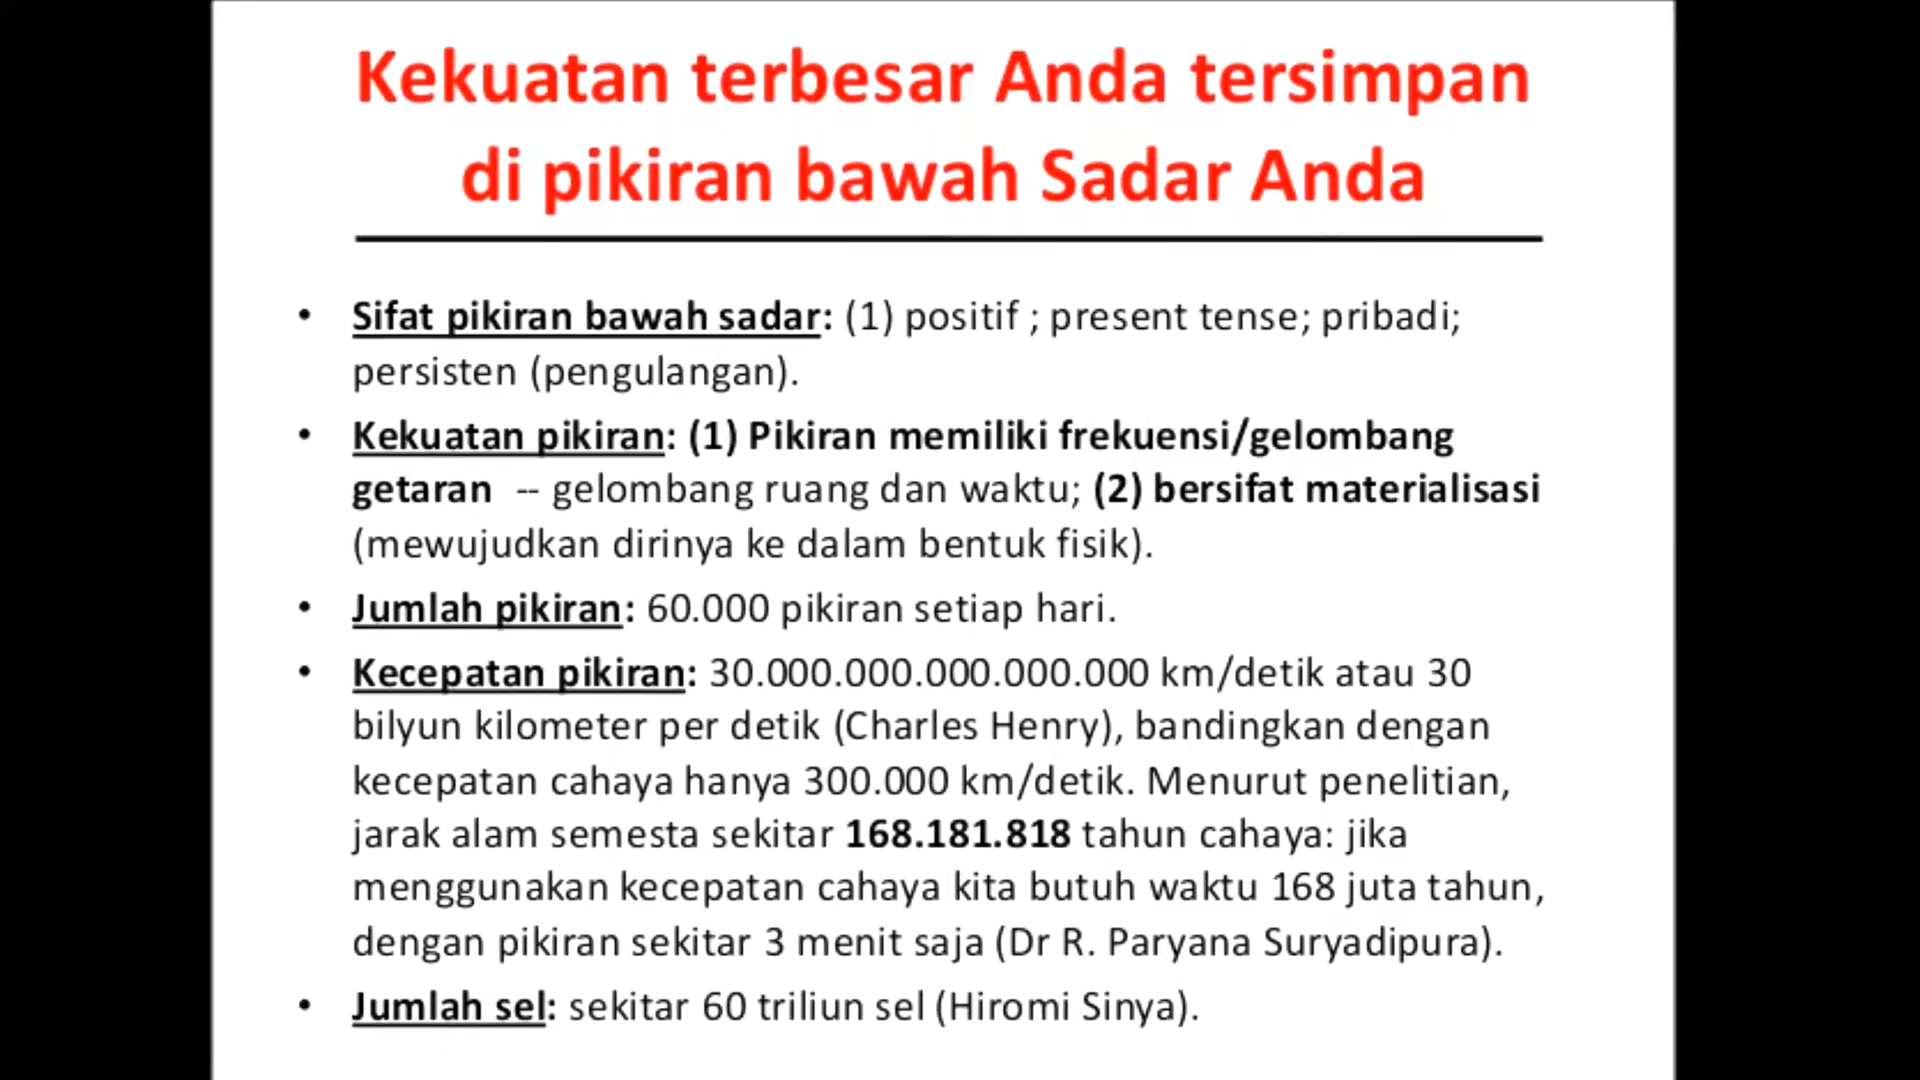 Kekuatan terbesar Anda tersimpan
di pikiran bawah Sadar Anda
• Sifat pikiran bawah sadar: (1) positif ; present tense; pribadi;
persisten (pengulangan).
• Kekuatan pikiran: (1) Pikiran memiliki frekuensi/gelombang
getaran -- gelombang ruang dan waktu; (2) bersifat materialisasi
(mewujudkan dirinya ke dalam bentuk fisik).
• Jumlah pikiran: 60.000 pikiran setiap hari.
• Kecepatan pikiran: 30.000.000.000.000.000 km/detik atau 30
bilyun kilometer per detik (Charles Henry), bandingkan dengan
kecepatan cahaya hanya 300.000 km/detik. Menurut penelitian,
jarak alam semesta sekitar 168.181.818 tahun cahaya: jika
menggunakan kecepatan cahaya kita butuh waktu 168 juta tahun,
dengan pikiran sekitar 3 menit saja (Dr R. Paryana Suryadipura).
• Jumlah sel: sekitar 60 triliun sel (Hiromi Sinya).